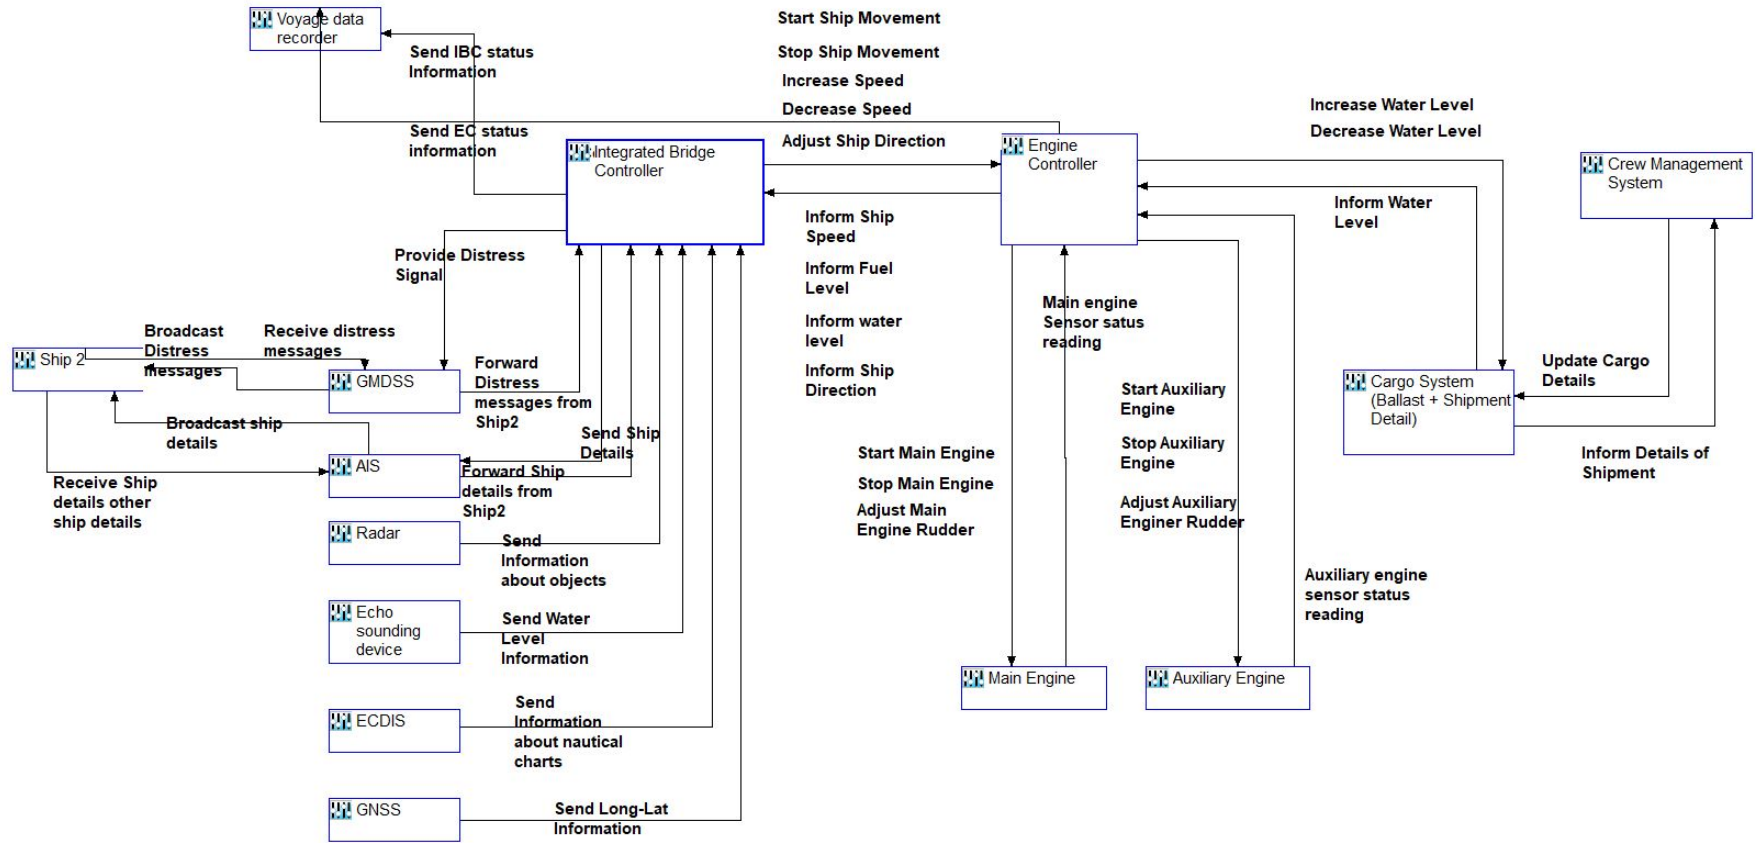 Voyage data
recorder
Send IBC status
Information
Send EC status
information
Start Ship Movement
Stop Ship Movement
Increase Speed
Decrease Speed
Adjust Ship Direction
Integrated Bridge
Controller
Engine
Controller
Increase Water Level
Decrease Water Level
Crew Management
System
Inform Water
Level
Inform Ship
Speed
Inform Fuel
Level
Inform water
level
Inform Ship
Direction
Provide Distress
Signal
Broadcast
Distress
messages
Receive distress
messages
Ship 2
GMDSS
Forward
Distress
messages from
Ship2
Broadcast ship
details
Send Ship
Details
AIS
Forward Ship
details from
Ship2
Receive Ship
details other
ship details
Radar
Send
Information
about objects
Echo
sounding
device
Send Water
Level
Information
ECDIS
Send
Information
about nautical
charts
GNSS
Send Long-Lat
Information
Main engine
Sensor satus
reading
Start Main Engine
Stop Main Engine
Adjust Main
Engine Rudder
Start Auxiliary
Engine
Stop Auxiliary
Engine
Adjust Auxiliary
Enginer Rudder
Auxiliary engine
sensor status
reading
Main Engine
Auxiliary Engine
Cargo System
(Ballast + Shipment
Detail)
Update Cargo
Details
Inform Details of
Shipment